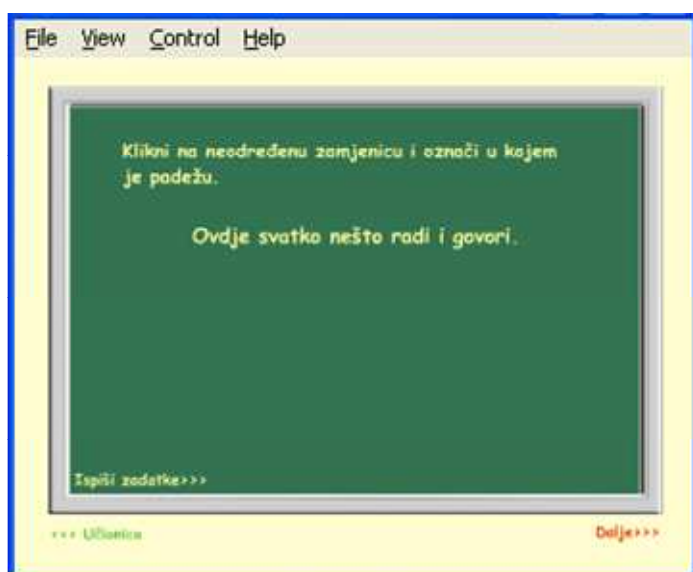 File View Control Help
Klikni na neodređenu zamjenicu i označi u kojem
je padežu.
Ovdje svatko nešto radi i govori.
Ispiši zadatke>>>
<<< Učionica
Dalje>>>